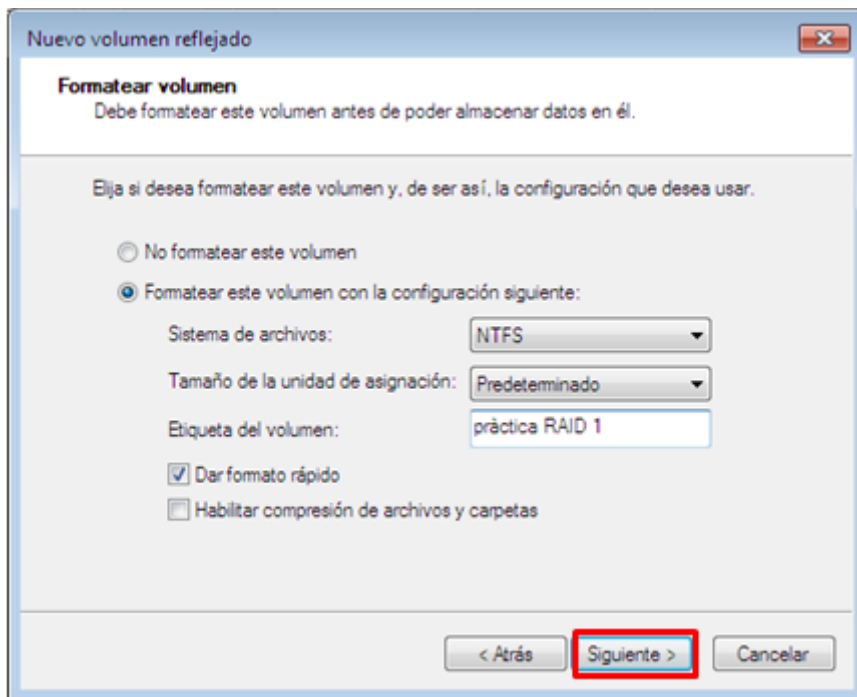 Nuevo volumen reflejado
Formatear volumen
Debe formatear este volumen antes de poder almacenar datos en él.
Elija si desea formatear este volumen y, de ser así, la configuración que desea usar.
No formatear este volumen
Formatear este volumen con la configuración siguiente:
Sistema de archivos: NTFS
Tamaño de la unidad de asignación: Predeterminado
Etiqueta del volumen: pràctica RAID 1
Dar formato rápido
Habilitar compresión de archivos y carpetas
< Atrás Siguiente > Cancelar